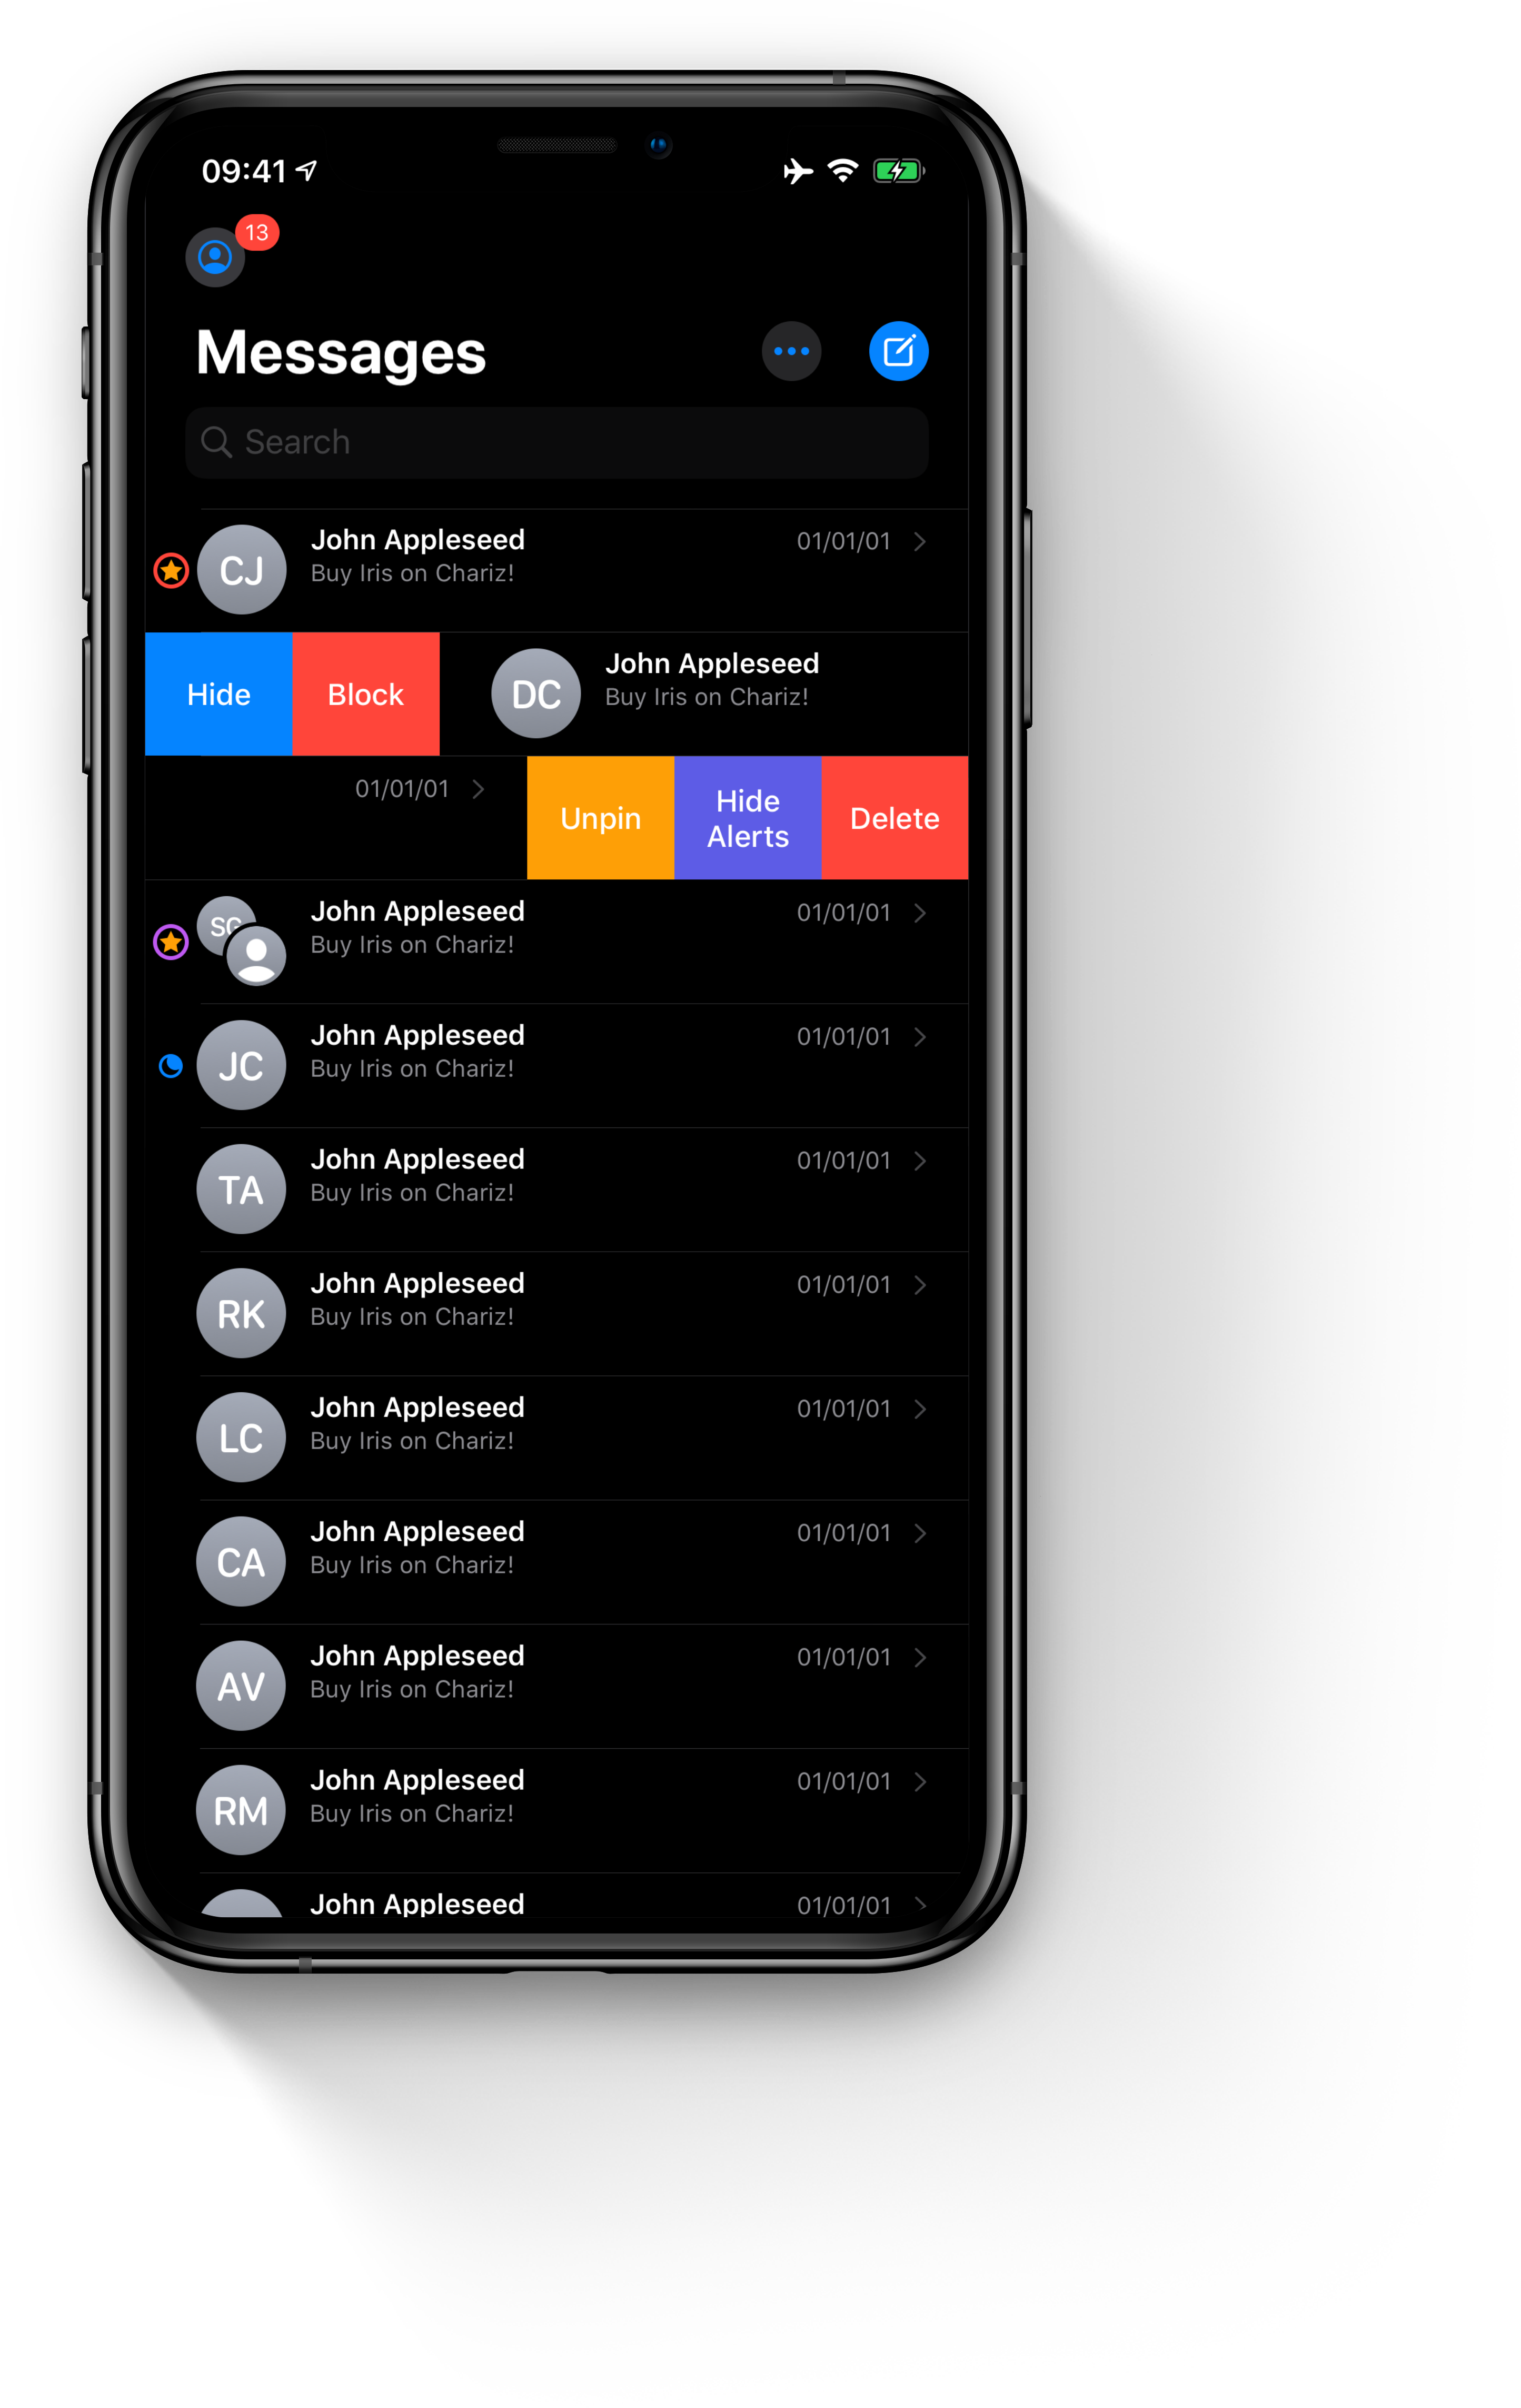 09:41
13
Messages
Search
CJ John Appleseed 01/01/01
Buy Iris on Chariz!
Hide Block DC John Appleseed
Buy Iris on Chariz!
01/01/01 Unpin Hide Alerts Delete
SG John Appleseed 01/01/01
Buy Iris on Chariz!
JC John Appleseed 01/01/01
Buy Iris on Chariz!
TA John Appleseed 01/01/01
Buy Iris on Chariz!
RK John Appleseed 01/01/01
Buy Iris on Chariz!
LC John Appleseed 01/01/01
Buy Iris on Chariz!
CA John Appleseed 01/01/01
Buy Iris on Chariz!
AV John Appleseed 01/01/01
Buy Iris on Chariz!
RM John Appleseed 01/01/01
Buy Iris on Chariz!
John Appleseed 01/01/01